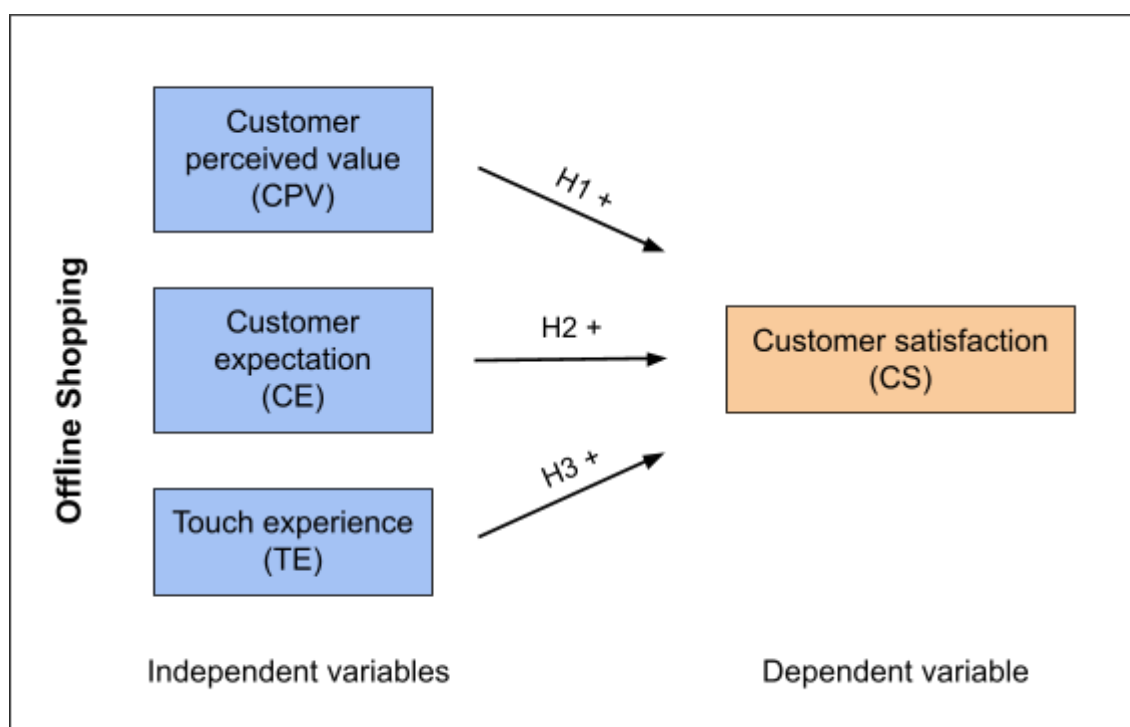 Offline Shopping
Customer
perceived value
(CPV)
H1 +
Customer
expectation
(CE)
H2 +
Customer satisfaction
(CS)
Touch experience
(TE)
H3 +
Independent variables
Dependent variable